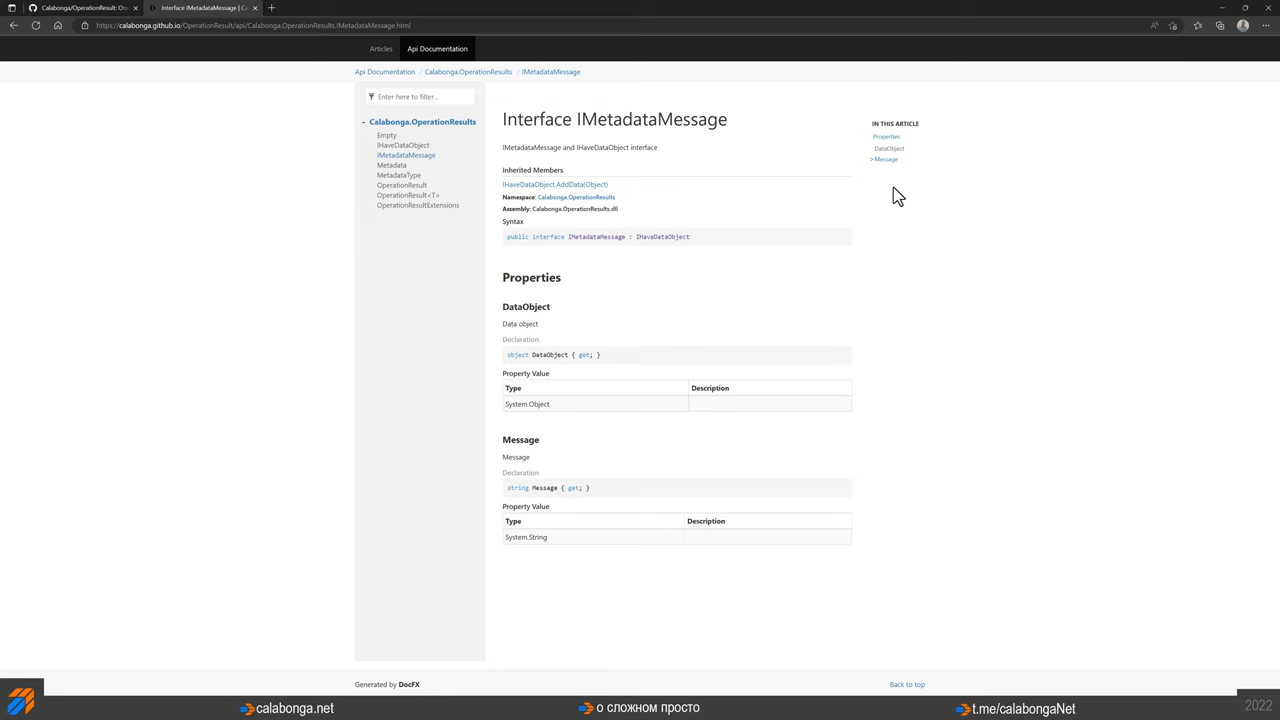 Calabonga/OperationResult: O
Interface IMetadataMessage | C
https://calabonga.github.io/OperationResult/api/Calabonga.OperationResults.IMetadataMessage.html
Articles
Api Documentation
Api Documentation / Calabonga.OperationResults / IMetadataMessage
Enter here to filter...
- Calabonga.OperationResults
Empty
IHaveDataObject
IMetadataMessage
Metadata
MetadataType
OperationResult
OperationResult<T>
OperationResultExtensions
Interface IMetadataMessage
IMetadataMessage and IHaveDataObject interface
Inherited Members
IHaveDataObject.AddData(Object)
Namespace: Calabonga.OperationResults
Assembly: Calabonga.OperationResults.dll
Syntax
public interface IMetadataMessage : IHaveDataObject
Properties
DataObject
Data object
Declaration
object DataObject { get; }
Property Value
Type Description
System.Object
Message
Message
Declaration
string Message { get; }
Property Value
Type Description
System.String
IN THIS ARTICLE
Properties
DataObject
> Message
Generated by DocFX
Back to top
calabonga.net
о сложном просто
t.me/calabongaNet
2022